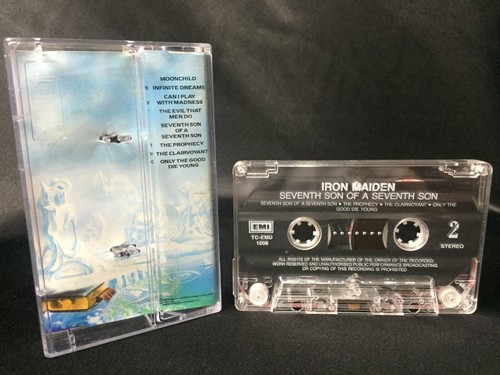 MOONCHILD
INFINITE DREAMS
CAN I PLAY
WITH MADNESS
THE EVIL THAT
MEN DO
SEVENTH SON
OF A
SEVENTH SON
THE PROPHECY
THE CLAIRVOYANT
ONLY THE GOOD
DIE YOUNG
IRON MAIDEN
SEVENTH SON OF A SEVENTH SON
SEVENTH SON OF A SEVENTH SON • THE PROPHECY • THE CLAIRVOYANT • ONLY THE
GOOD DIE YOUNG
EMI
TC-EMD
1006
2
STEREO
ALL RIGHTS OF THE MANUFACTURER OF THE OWNER OF THE RECORDED
WORK RESERVED AND UNAUTHORISED PUBLIC PERFORMANCE BROADCASTING
OR COPYING OF THIS RECORDING IS PROHIBITED